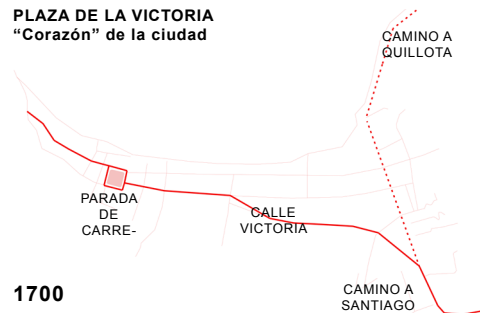 PLAZA DE LA VICTORIA
“Corazón” de la ciudad
CAMINO A
QUILLOTA
PARADA
DE
CARRE-
CALLE
VICTORIA
1700
CAMINO A
SANTIAGO